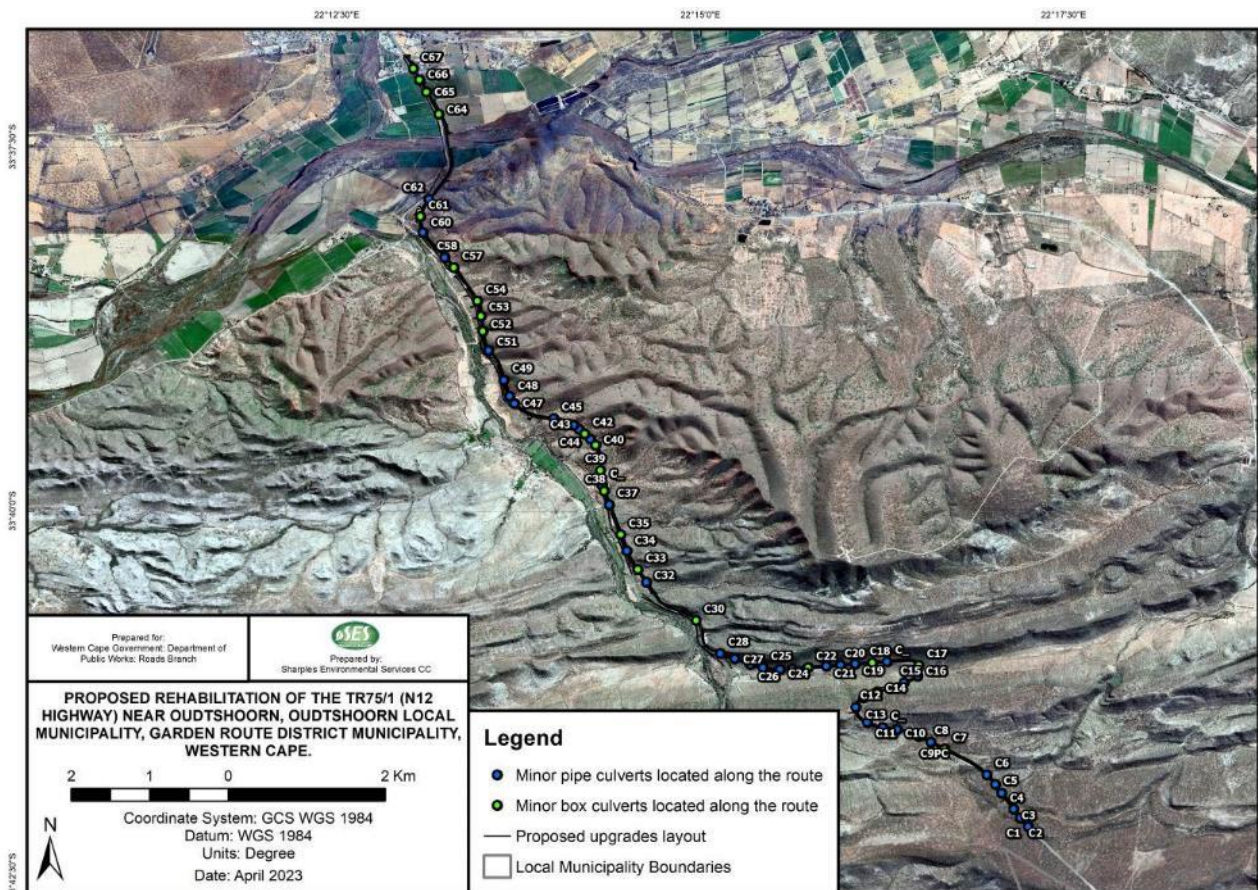 22°12'30"E
22°15'0"E
22°17'30"E
33°37'30"S
33°40'0"S
°42'30"S
C67
C66
C65
C64
C62
C61
C60
C58
C57
C54
C53
C52
C51
C49
C48
C47
C45
C43
C42
C44
C40
C39
C_
C38
C37
C35
C34
C33
C32
C30
C28
C27
C25
C26
C24
C22
C21
C20
C19
C18
C_
C17
C16
C15
C14
C12
C13
C_
C11
C10
C8
C7
C9PC
C6
C5
C4
C3
C1
C2
Prepared for:
Western Cape Government: Department of
Public Works: Roads Branch
SES
Prepared by:
Sharples Environmental Services CC
PROPOSED REHABILITATION OF THE TR75/1 (N12
HIGHWAY) NEAR OUDTSHOORN, OUDTSHOORN LOCAL
MUNICIPALITY, GARDEN ROUTE DISTRICT MUNICIPALITY,
WESTERN CAPE.
2 1 0 2 Km
N
Coordinate System: GCS WGS 1984
Datum: WGS 1984
Units: Degree
Date: April 2023
Legend
Minor pipe culverts located along the route
Minor box culverts located along the route
Proposed upgrades layout
Local Municipality Boundaries